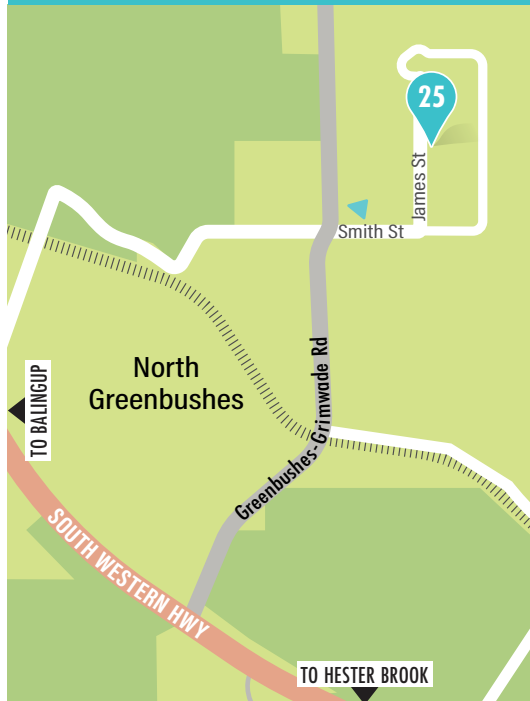 25
James St
Smith St
North
Greenbushes
Greenbushes-Grimwade Rd
TO BALINGUP
SOUTH WESTERN HWY
TO HESTER BROOK